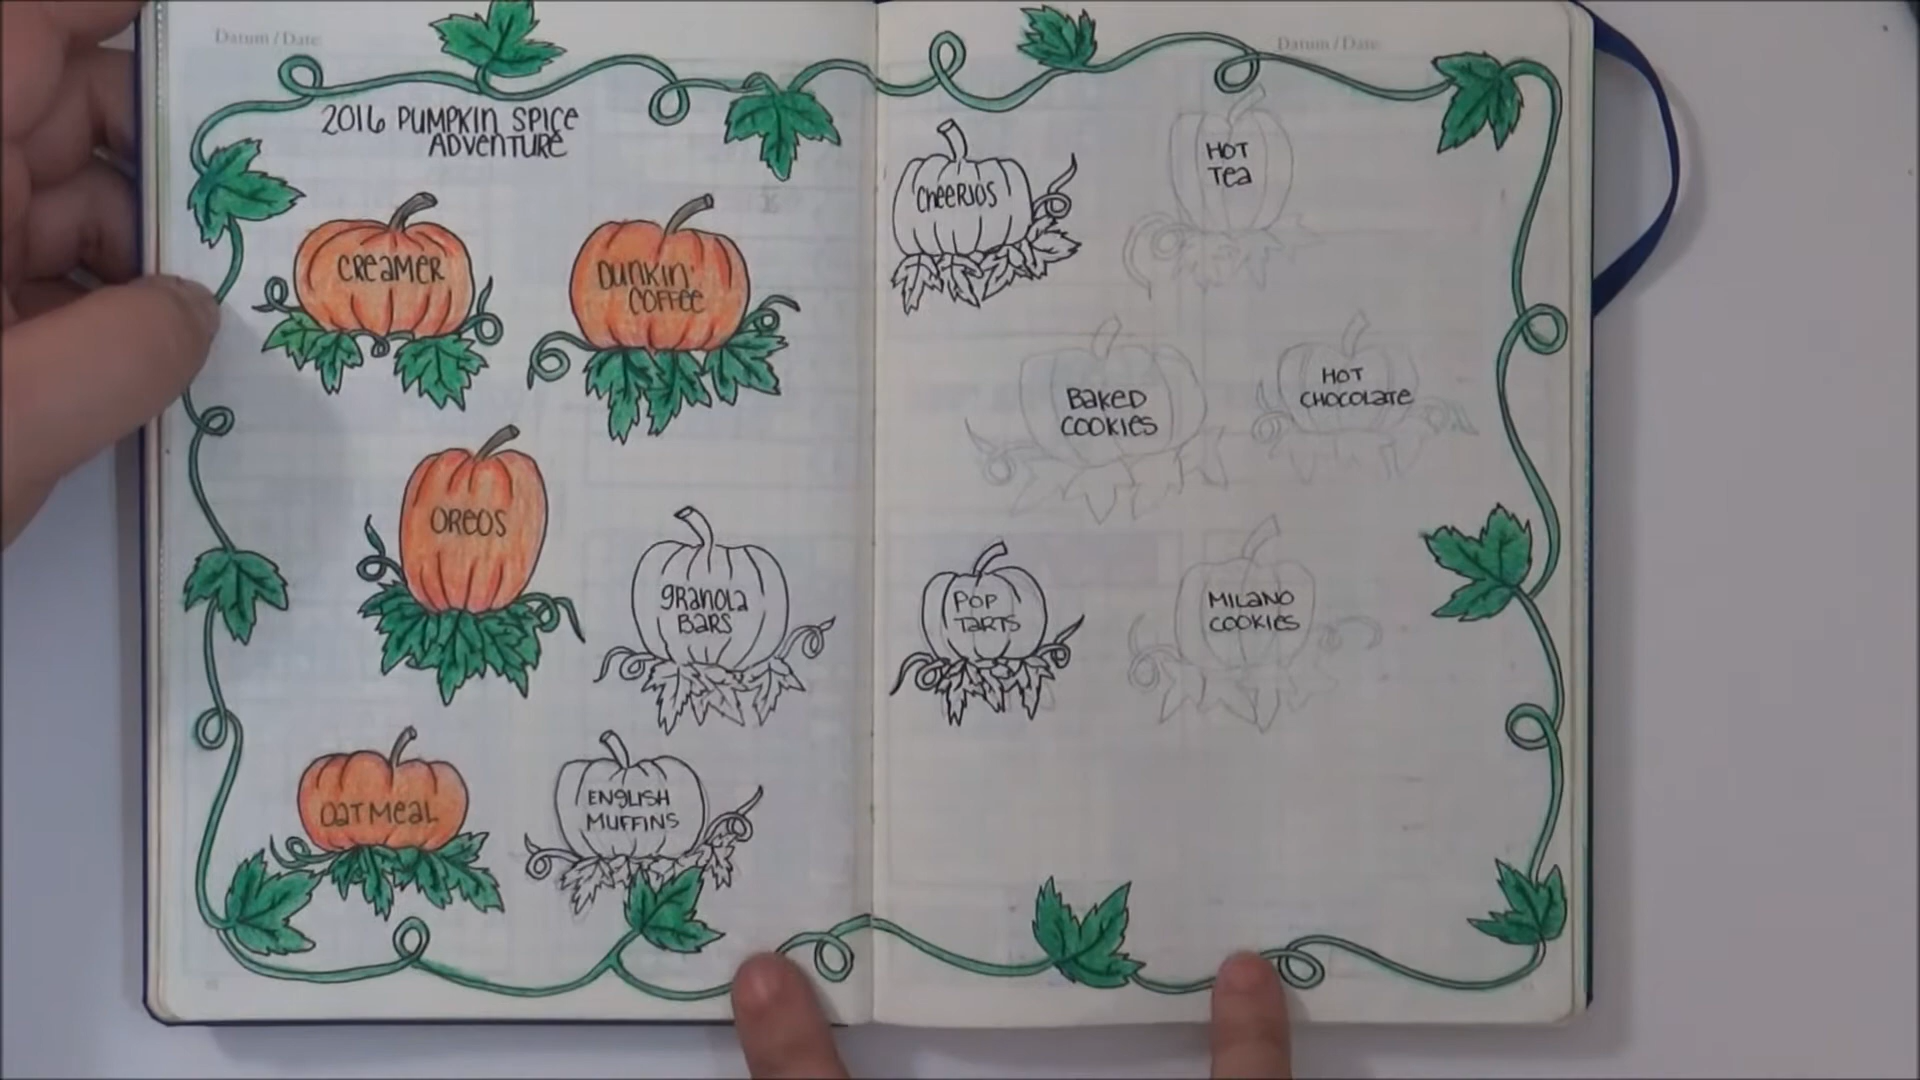 Datum / Date:
2016 PUMPKIN SPICE
ADVENTURE
CREAMER
DUNKIN'
COFFEE
OREOS
GRANOLA
BARS
OATMEAL
ENGLISH
MUFFINS
Datum / Date:
CHEERIOS
HOT
TEA
BAKED
COOKIES
HOT
CHOCOLATE
POP
TARTS
MILANO
COOKIES